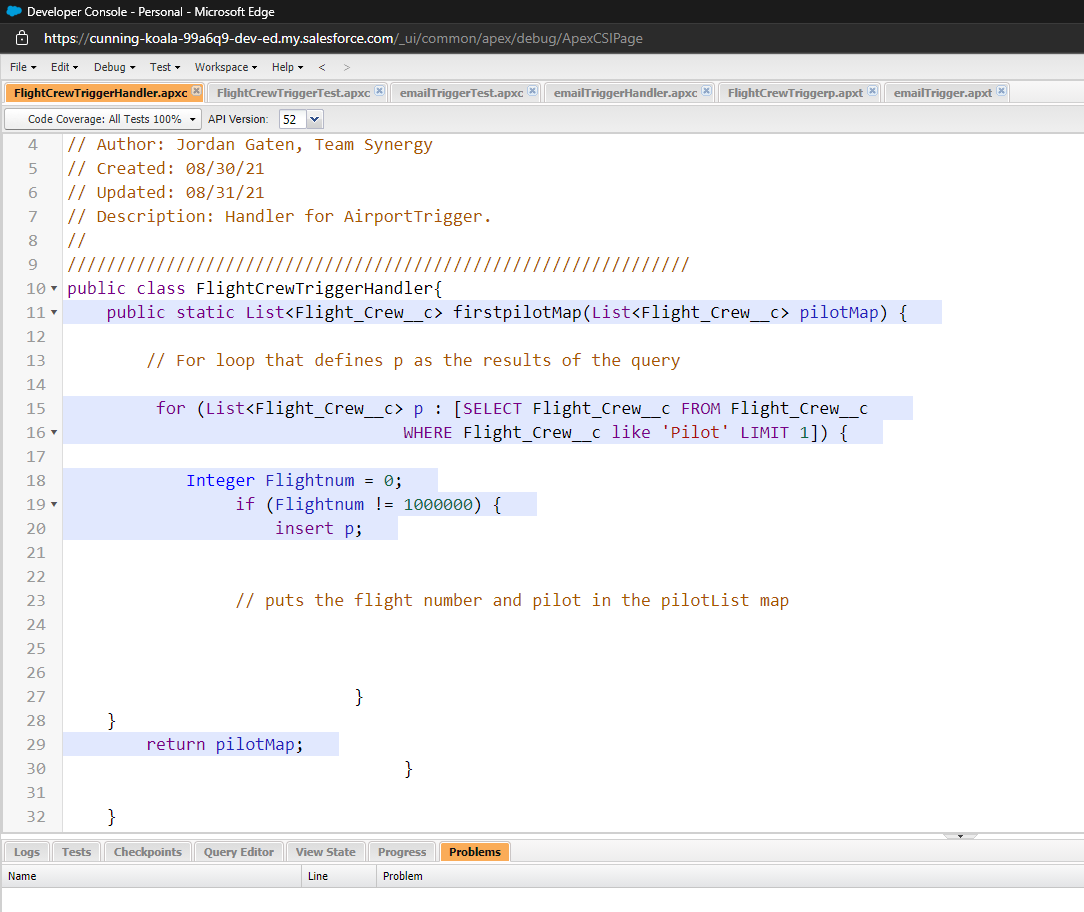 Developer Console - Personal - Microsoft Edge
https://cunning-koala-99a6q9-dev-ed.my.salesforce.com/_ui/common/apex/debug/ApexCSIPage
File Edit Debug Test Workspace Help < >
FlightCrewTriggerHandler.apxc FlightCrewTriggerTest.apxc emailTriggerTest.apxc emailTriggerHandler.apxc FlightCrewTriggerp.apxt emailTrigger.apxt
Code Coverage: All Tests 100% API Version: 52
4 // Author: Jordan Gaten, Team Synergy
5 // Created: 08/30/21
6 // Updated: 08/31/21
7 // Description: Handler for AirportTrigger.
8 //
9 ///////////////////////////////////////////////////////////////
10 public class FlightCrewTriggerHandler{
11 public static List<Flight_Crew__c> firstpilotMap(List<Flight_Crew__c> pilotMap) {
12
13 // For loop that defines p as the results of the query
14
15 for (List<Flight_Crew__c> p : [SELECT Flight_Crew__c FROM Flight_Crew__c
16 WHERE Flight_Crew__c like 'Pilot' LIMIT 1]) {
17
18 Integer Flightnum = 0;
19 if (Flightnum != 1000000) {
20 insert p;
21
22
23 // puts the flight number and pilot in the pilotList map
24
25
26
27 }
28 }
29 return pilotMap;
30 }
31
32 }
Logs Tests Checkpoints Query Editor View State Progress Problems
Name Line Problem